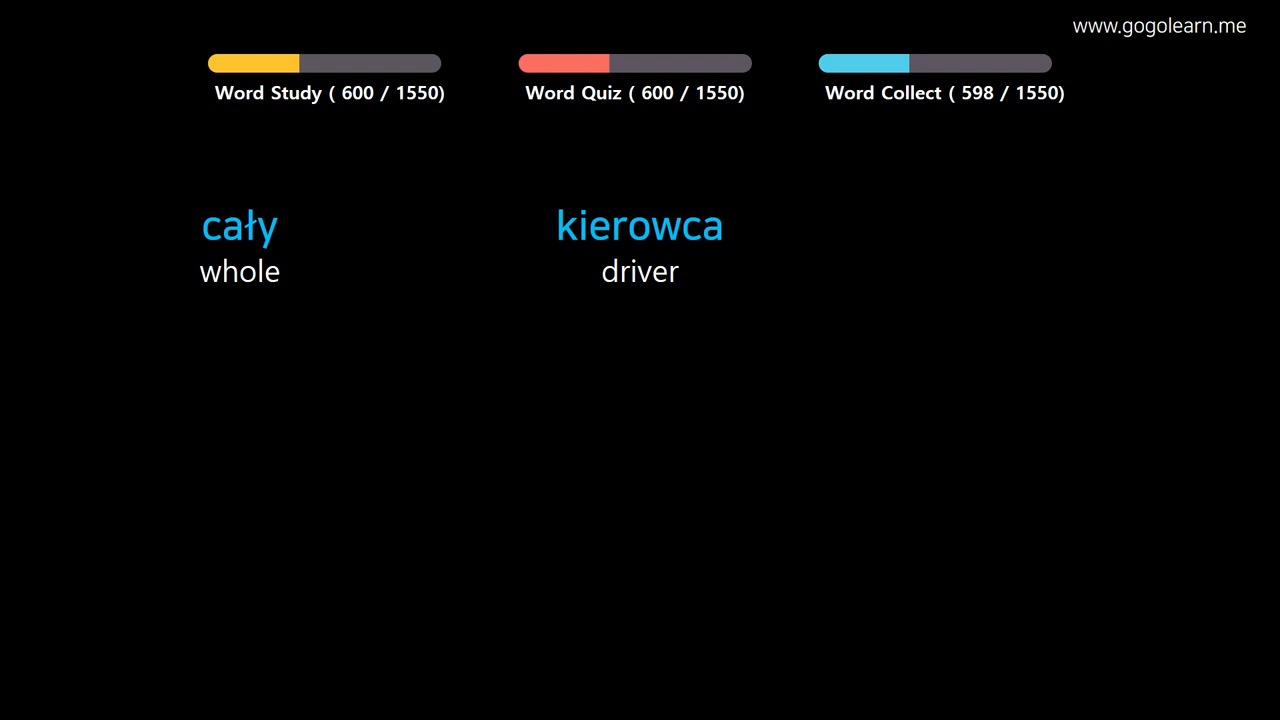 www.gogolearn.me
Word Study ( 600 / 1550)
Word Quiz ( 600 / 1550)
Word Collect ( 598 / 1550)
cały
whole
kierowca
driver